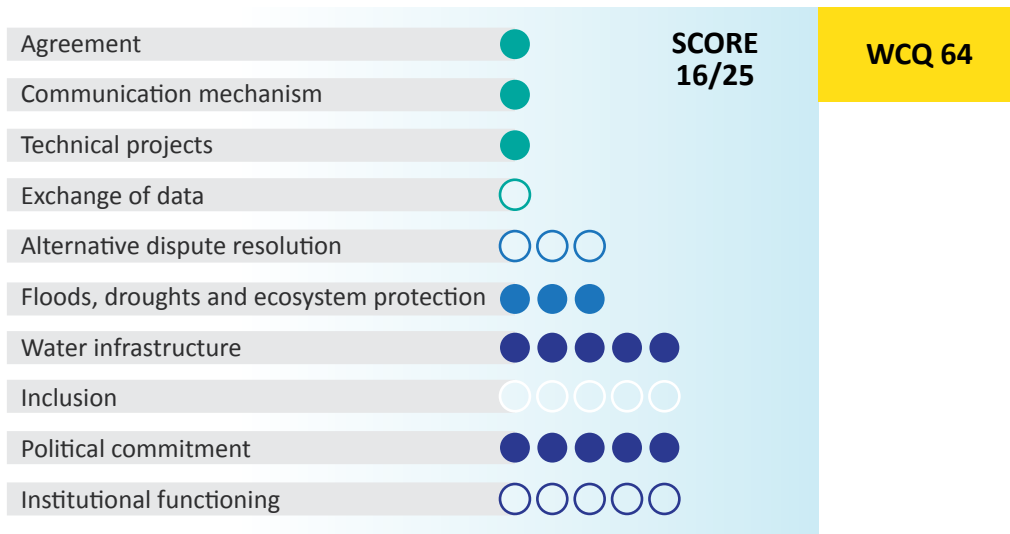 Agreement
Communication mechanism
Technical projects
Exchange of data
Alternative dispute resolution
Floods, droughts and ecosystem protection
Water infrastructure
Inclusion
Political commitment
Institutional functioning
SCORE
16/25
WCQ 64